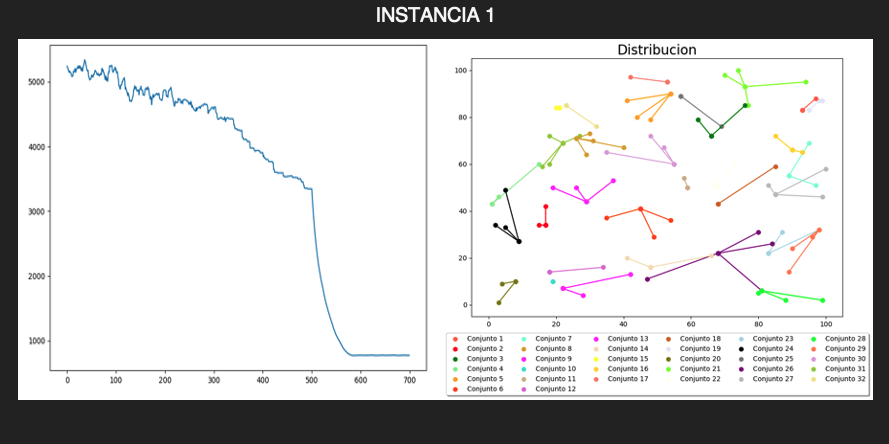 INSTANCIA 1
5000
4000
3000
2000
1000
0 100 200 300 400 500 600 700
Distribucion
100
80
60
40
20
0
0 20 40 60 80 100
Conjunto 1 Conjunto 7 Conjunto 13 Conjunto 18 Conjunto 23 Conjunto 28
Conjunto 2 Conjunto 8 Conjunto 14 Conjunto 19 Conjunto 24 Conjunto 29
Conjunto 3 Conjunto 9 Conjunto 15 Conjunto 20 Conjunto 25 Conjunto 30
Conjunto 4 Conjunto 10 Conjunto 16 Conjunto 21 Conjunto 26 Conjunto 31
Conjunto 5 Conjunto 11 Conjunto 17 Conjunto 22 Conjunto 27 Conjunto 32
Conjunto 6 Conjunto 12